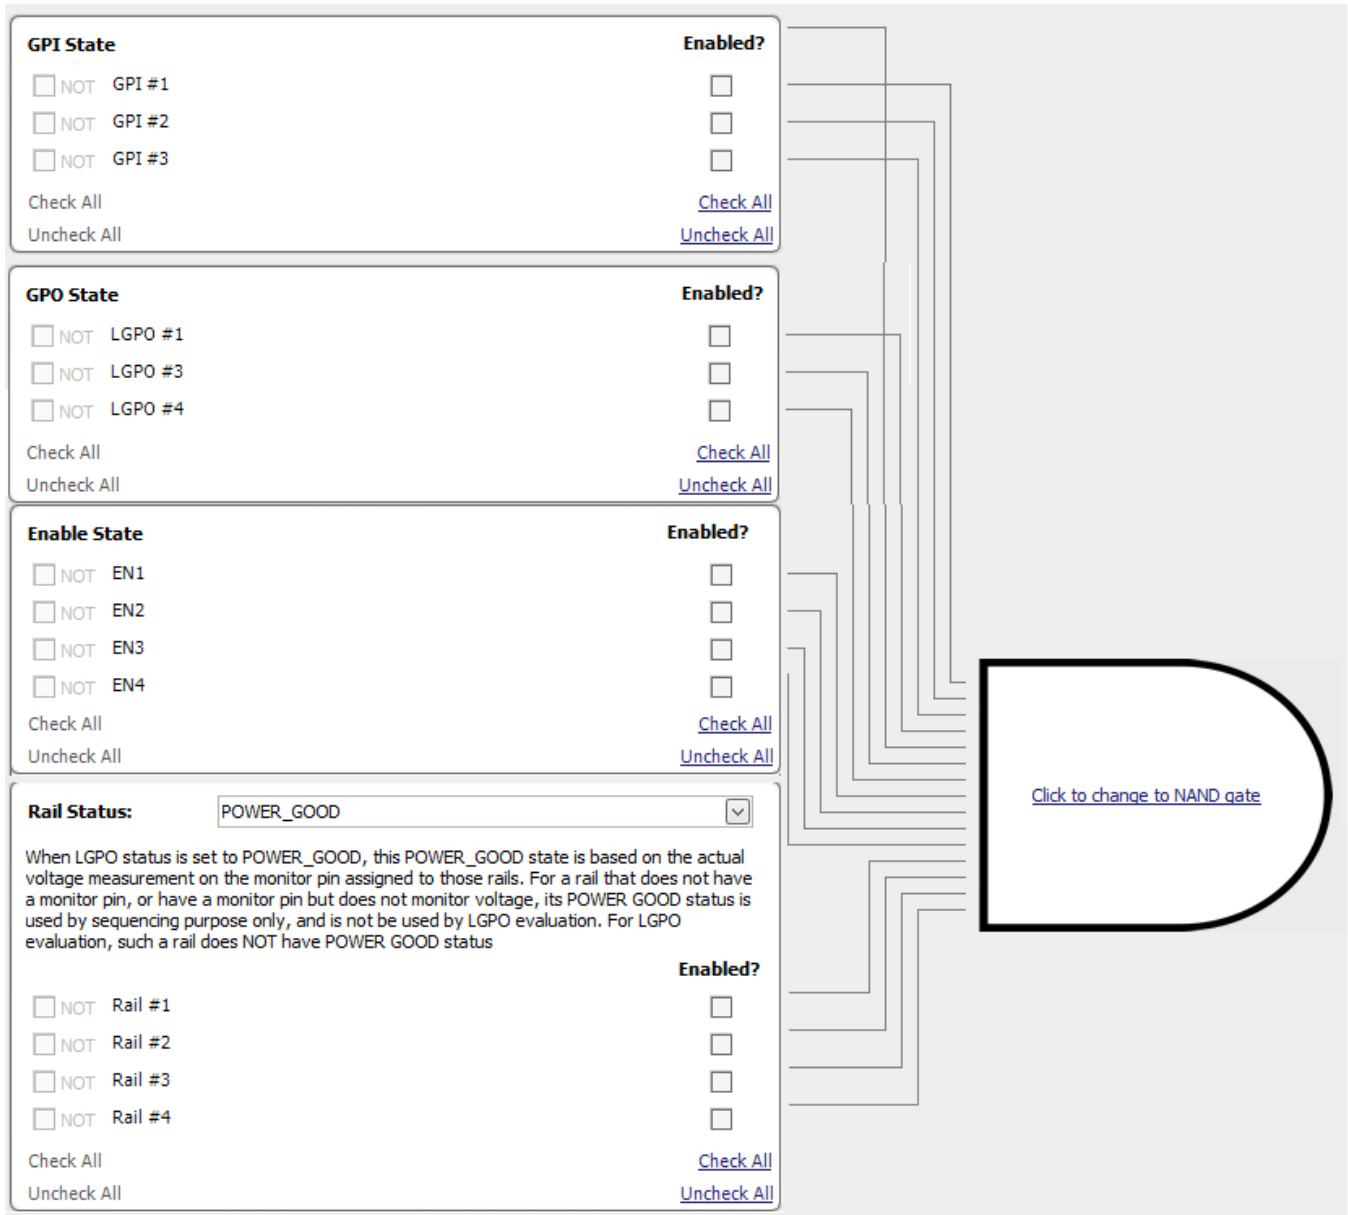 GPI State Enabled?
NOT GPI #1
NOT GPI #2
NOT GPI #3
Check All Check All
Uncheck All Uncheck All
GPO State Enabled?
NOT LGPO #1
NOT LGPO #3
NOT LGPO #4
Check All Check All
Uncheck All Uncheck All
Enable State Enabled?
NOT EN1
NOT EN2
NOT EN3
NOT EN4
Check All Check All
Uncheck All Uncheck All
Click to change to NAND gate
Rail Status: POWER_GOOD
When LGPO status is set to POWER_GOOD, this POWER_GOOD state is based on the actual
voltage measurement on the monitor pin assigned to those rails. For a rail that does not have
a monitor pin, or have a monitor pin but does not monitor voltage, its POWER GOOD status is
used by sequencing purpose only, and is not be used by LGPO evaluation. For LGPO
evaluation, such a rail does NOT have POWER GOOD status
Enabled?
NOT Rail #1
NOT Rail #2
NOT Rail #3
NOT Rail #4
Check All Check All
Uncheck All Uncheck All